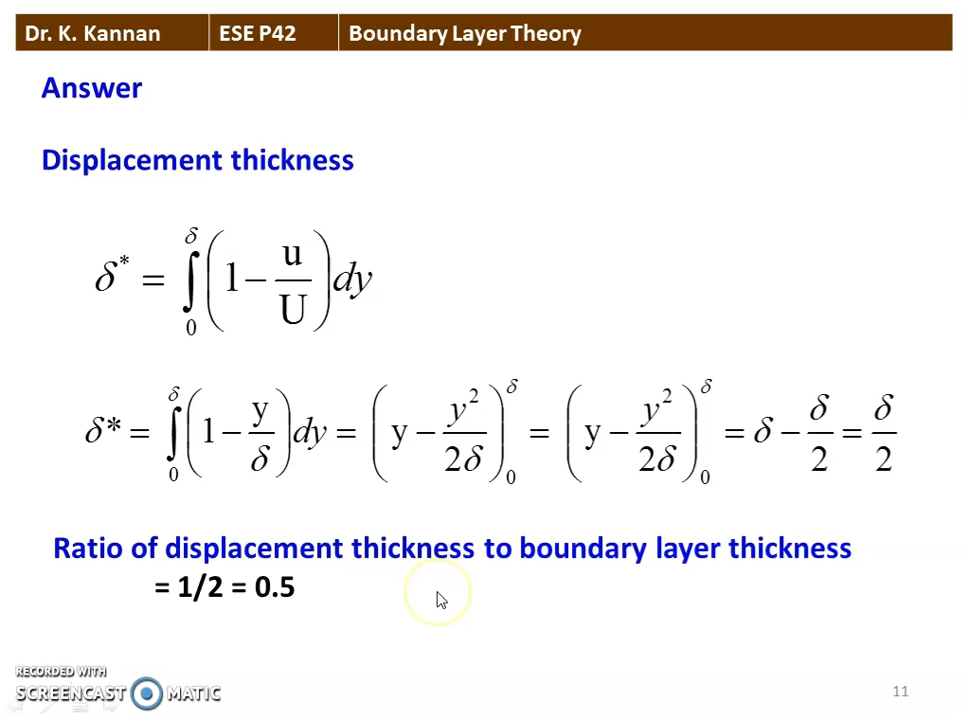 Dr. K. Kannan ESE P42 Boundary Layer Theory
Answer
Displacement thickness
δ* = ∫₀^δ (1 − u/U) dy
δ* = ∫₀^δ (1 − y/δ) dy = (y − y²/2δ)₀^δ = (y − y²/2δ)₀^δ = δ − δ/2 = δ/2
Ratio of displacement thickness to boundary layer thickness
= 1/2 = 0.5
RECORDED WITH
SCREENCAST MATIC
11